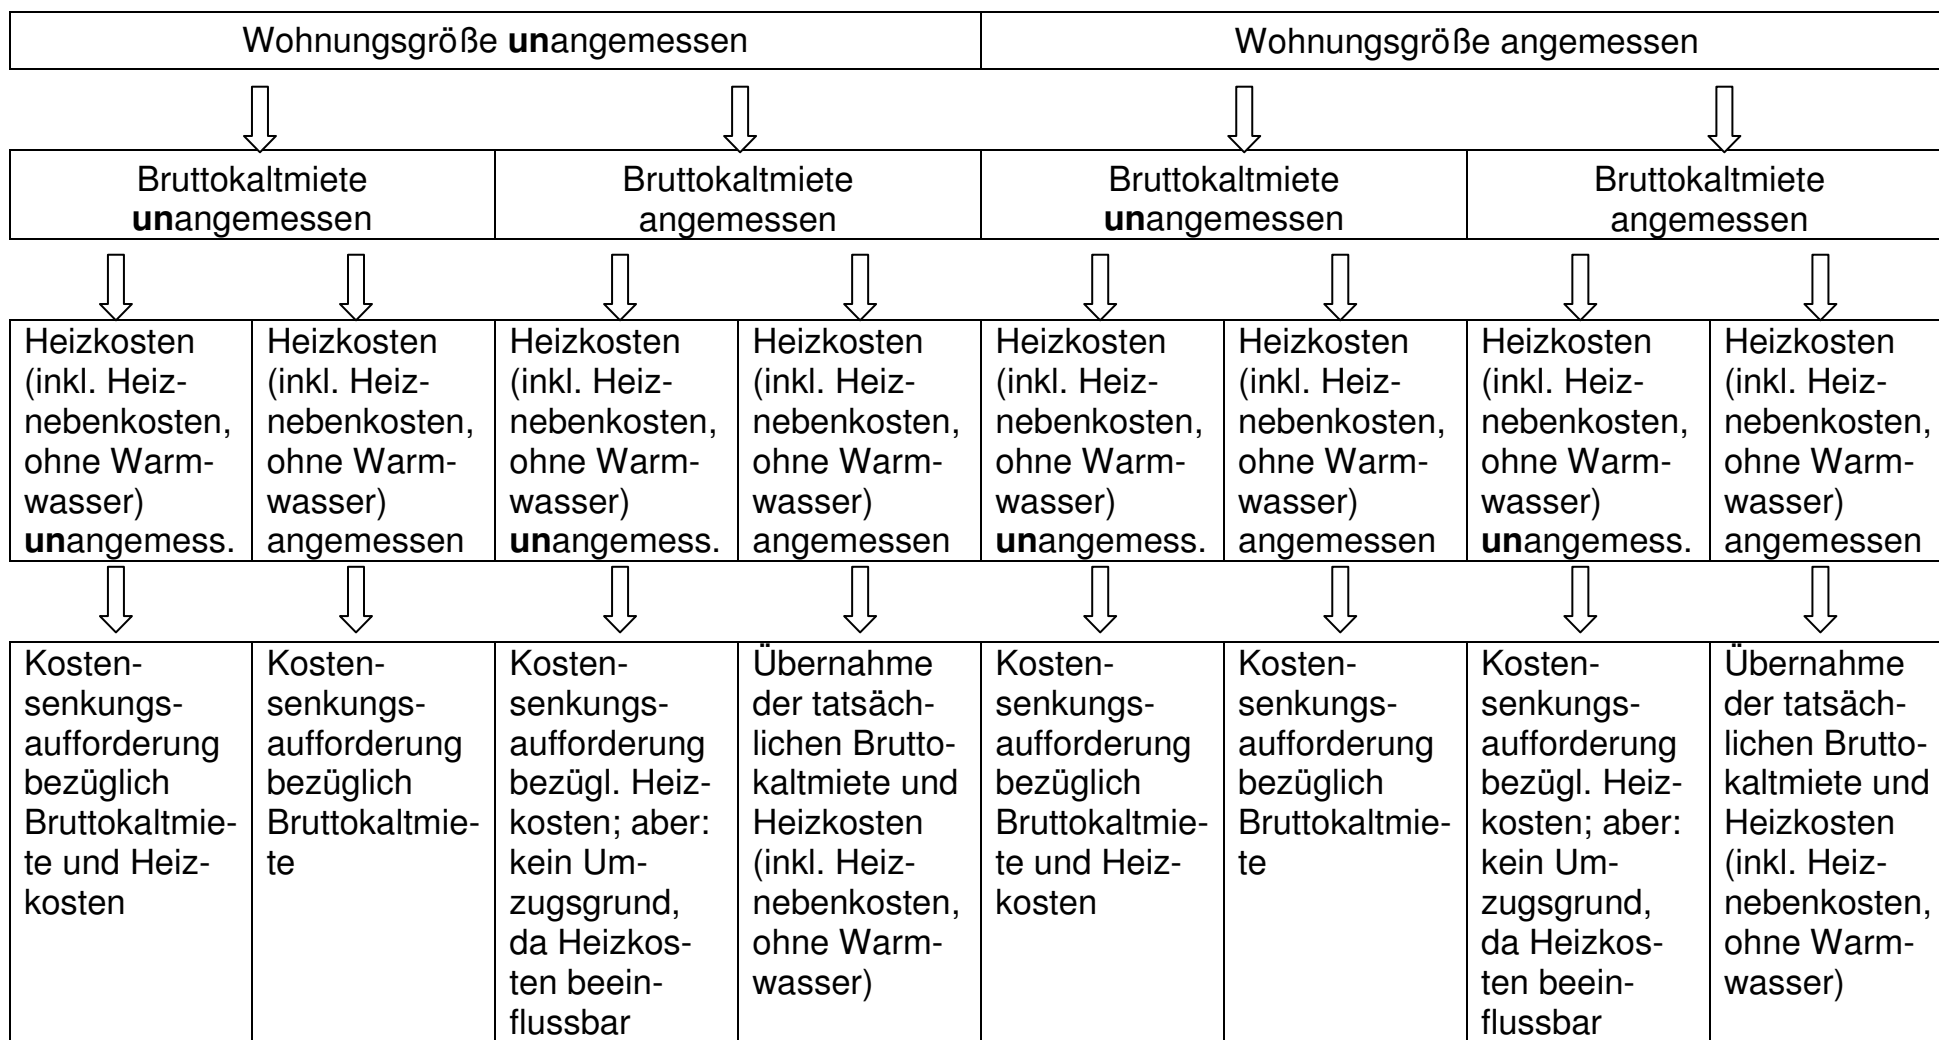 Wohnungsgröße unangemessen
Wohnungsgröße angemessen
Bruttokaltmiete
unangemessen
Bruttokaltmiete
angemessen
Bruttokaltmiete
unangemessen
Bruttokaltmiete
angemessen
Heizkosten
(inkl. Heiz-
nebenkosten,
ohne Warm-
wasser)
unangemess.
Heizkosten
(inkl. Heiz-
nebenkosten,
ohne Warm-
wasser)
angemessen
Heizkosten
(inkl. Heiz-
nebenkosten,
ohne Warm-
wasser)
unangemess.
Heizkosten
(inkl. Heiz-
nebenkosten,
ohne Warm-
wasser)
angemessen
Heizkosten
(inkl. Heiz-
nebenkosten,
ohne Warm-
wasser)
unangemess.
Heizkosten
(inkl. Heiz-
nebenkosten,
ohne Warm-
wasser)
angemessen
Heizkosten
(inkl. Heiz-
nebenkosten,
ohne Warm-
wasser)
unangemess.
Heizkosten
(inkl. Heiz-
nebenkosten,
ohne Warm-
wasser)
angemessen
Kosten-
senkungs-
aufforderung
bezüglich
Bruttokaltmie-
te und Heiz-
kosten
Kosten-
senkungs-
aufforderung
bezüglich
Bruttokaltmie-
te
Kosten-
senkungs-
aufforderung
bezügl. Heiz-
kosten; aber:
kein Um-
zugsgrund,
da Heizkos-
ten beein-
flussbar
Übernahme
der tatsäch-
lichen Brutto-
kaltmiete und
Heizkosten
(inkl. Heiz-
nebenkosten,
ohne Warm-
wasser)
Kosten-
senkungs-
aufforderung
bezüglich
Bruttokaltmie-
te und Heiz-
kosten
Kosten-
senkungs-
aufforderung
bezüglich
Bruttokaltmie-
te
Kosten-
senkungs-
aufforderung
bezügl. Heiz-
kosten; aber:
kein Um-
zugsgrund,
da Heizkos-
ten beein-
flussbar
Übernahme
der tatsäch-
lichen Brutto-
kaltmiete und
Heizkosten
(inkl. Heiz-
nebenkosten,
ohne Warm-
wasser)